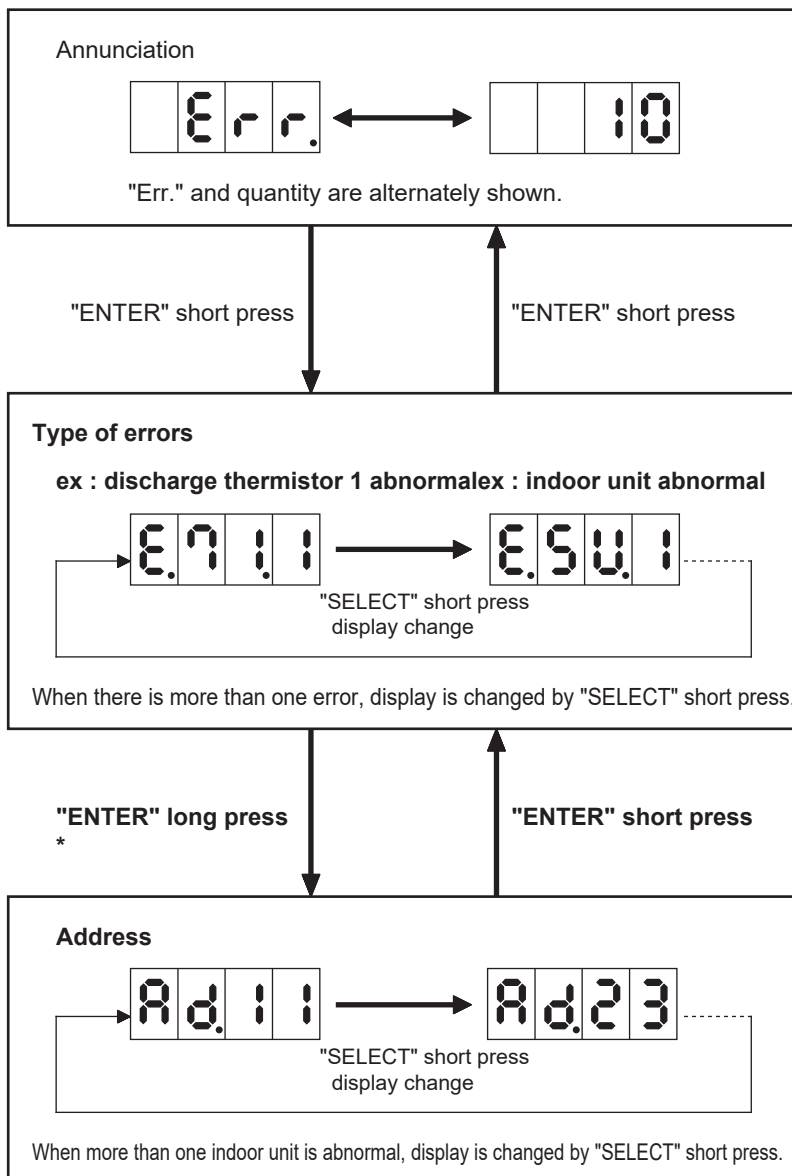 Annunciation
Err. 10
"Err." and quantity are alternately shown.
"ENTER" short press "ENTER" short press
Type of errors
ex : discharge thermistor 1 abnormalex : indoor unit abnormal
E.71.1 E.5U.1
"SELECT" short press
display change
When there is more than one error, display is changed by "SELECT" short press.
"ENTER" long press "ENTER" short press
*
Address
Ad.11 Ad.23
"SELECT" short press
display change
When more than one indoor unit is abnormal, display is changed by "SELECT" short press.